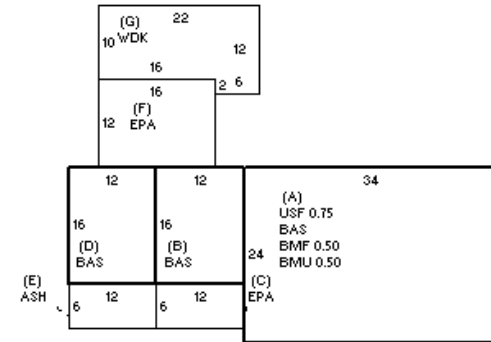 (G)
WDK
22
10
12
16
2 6
16
(F)
EPA
12
12
12
34
16
(D)
BAS
16
(B)
BAS
(A)
USF 0.75
BAS
BMF 0.50
BMU 0.50
24
(E)
ASH
6
12
6
12
(C)
EPA